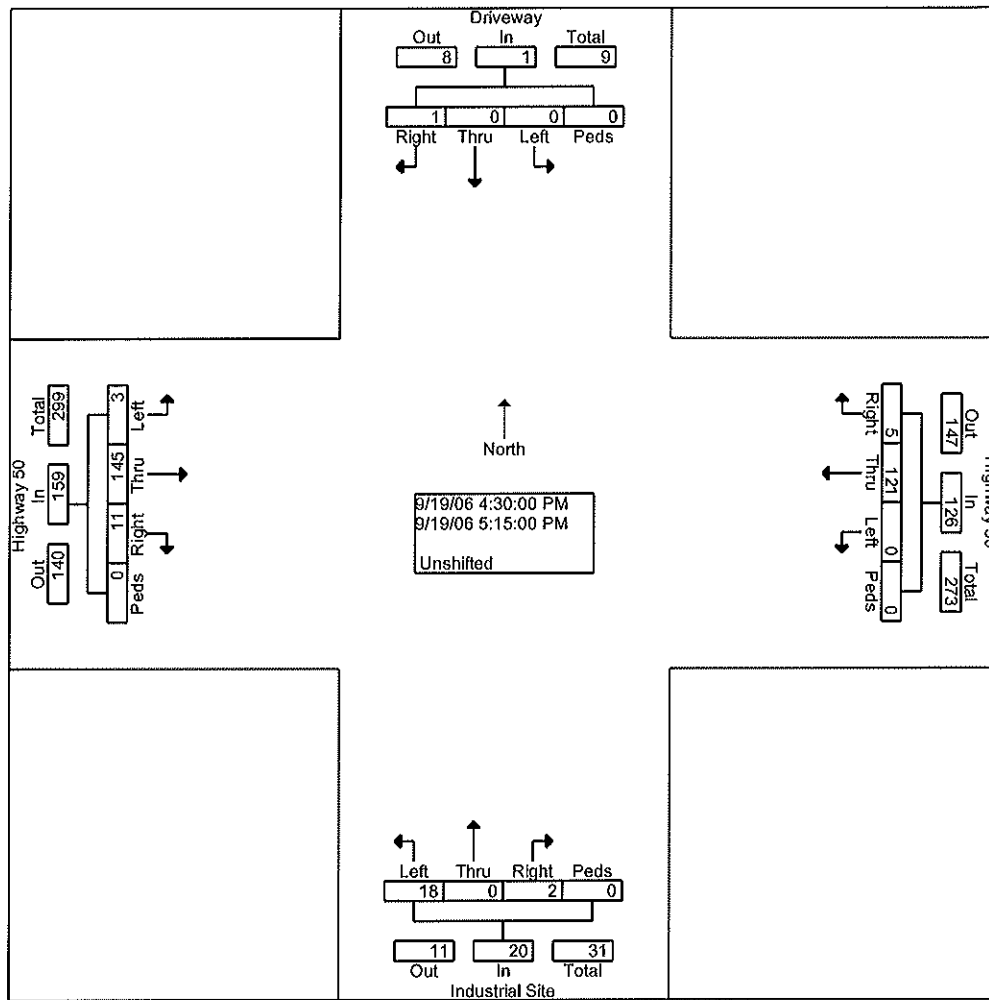 Driveway
Out In Total
8 1 9
1 0 0 0
Right Thru Left Peds
Highway 50
Total In Out
299 159 140
3 145 11 0
Left Thru Right Peds
North
9/19/06 4:30:00 PM
9/19/06 5:15:00 PM
Unshifted
Right Thru Left Peds
5 121 0 0
Out In Total
147 126 273
Left Thru Right Peds
18 0 2 0
11 20 31
Out In Total
Industrial Site